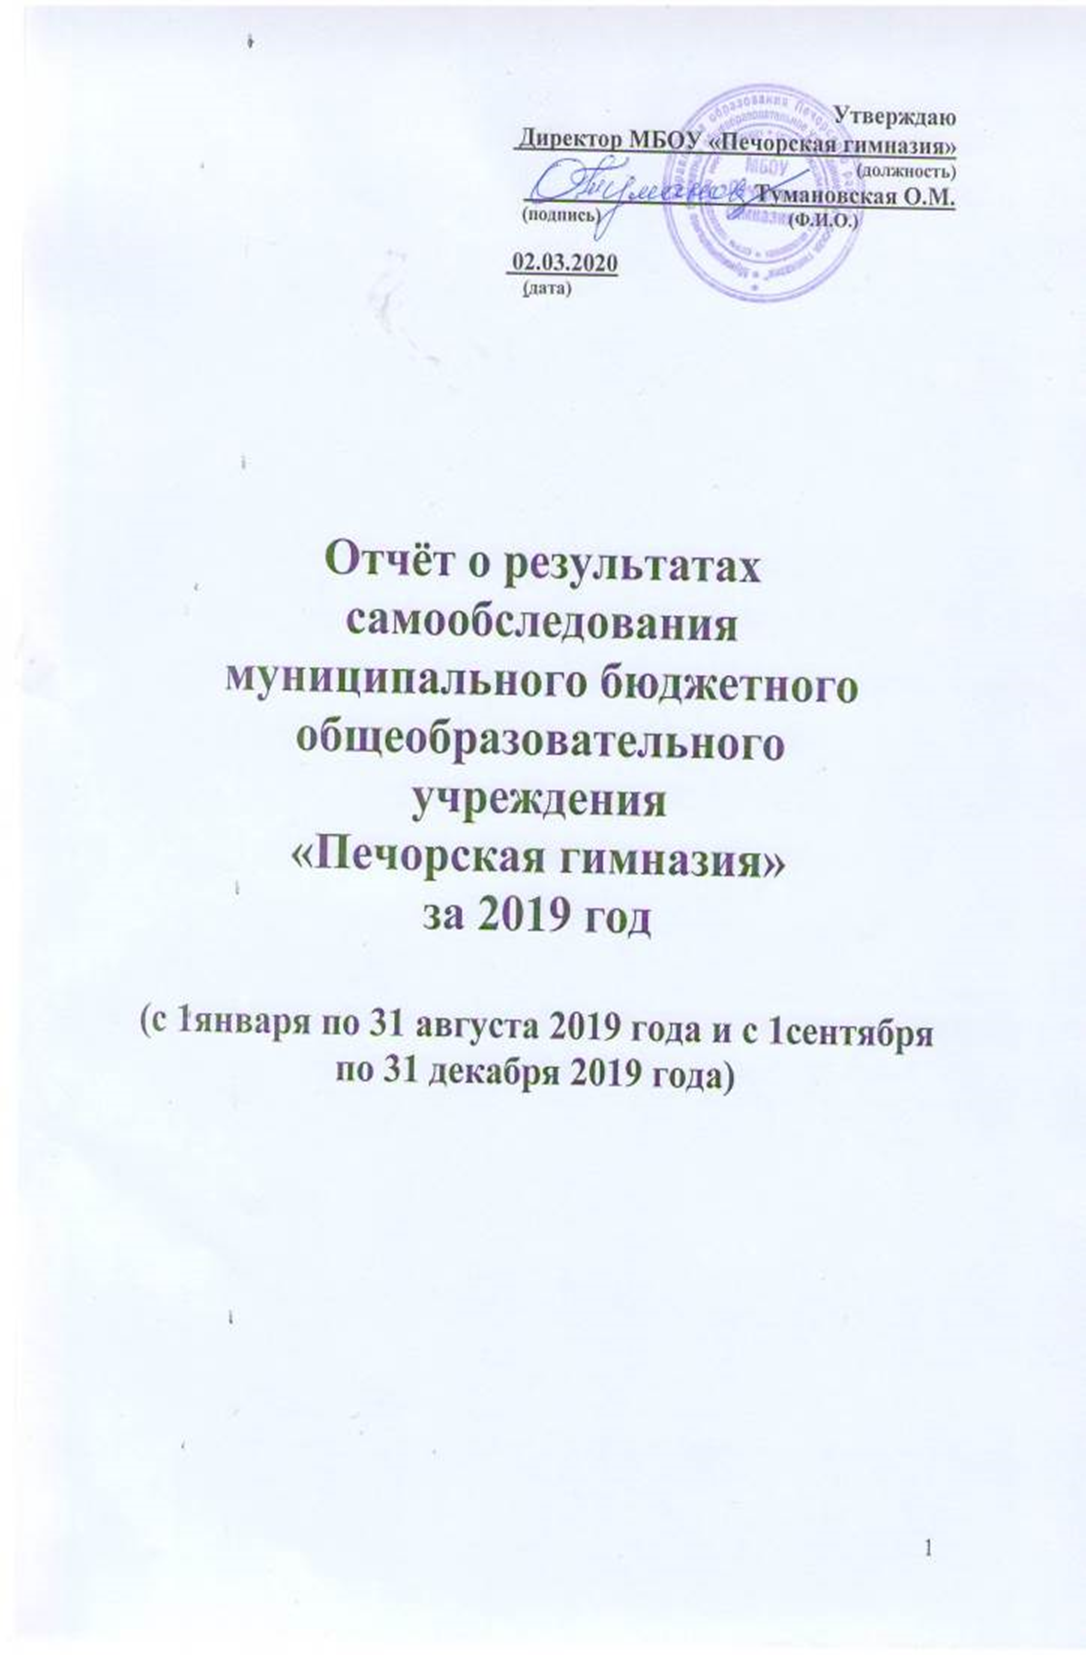 Утверждаю
Директор МБОУ «Печорская гимназия»
(должность)
Тумановская О.М.
(подпись) (Ф.И.О.)
02.03.2020
(дата)
МБОУ
Отчёт о результатах
самообследования
муниципального бюджетного
общеобразовательного
учреждения
«Печорская гимназия»
за 2019 год
(с 1января по 31 августа 2019 года и с 1сентября
по 31 декабря 2019 года)
1